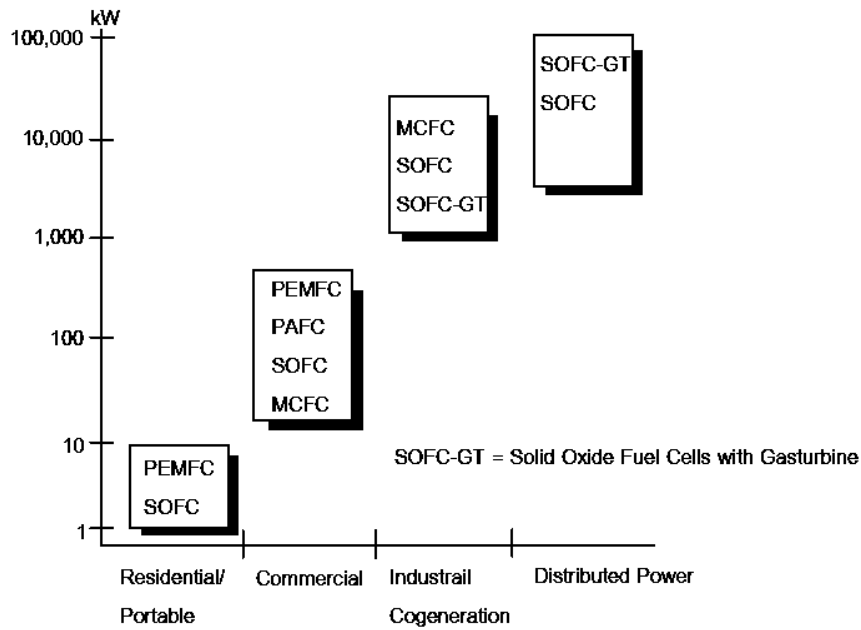 kW
100,000
10,000
1,000
100
10
1
SOFC-GT
SOFC
MCFC
SOFC
SOFC-GT
PEMFC
PAFC
SOFC
MCFC
PEMFC
SOFC
SOFC-GT = Solid Oxide Fuel Cells with Gasturbine
Residential/
Portable
Commercial
Industrail
Cogeneration
Distributed Power